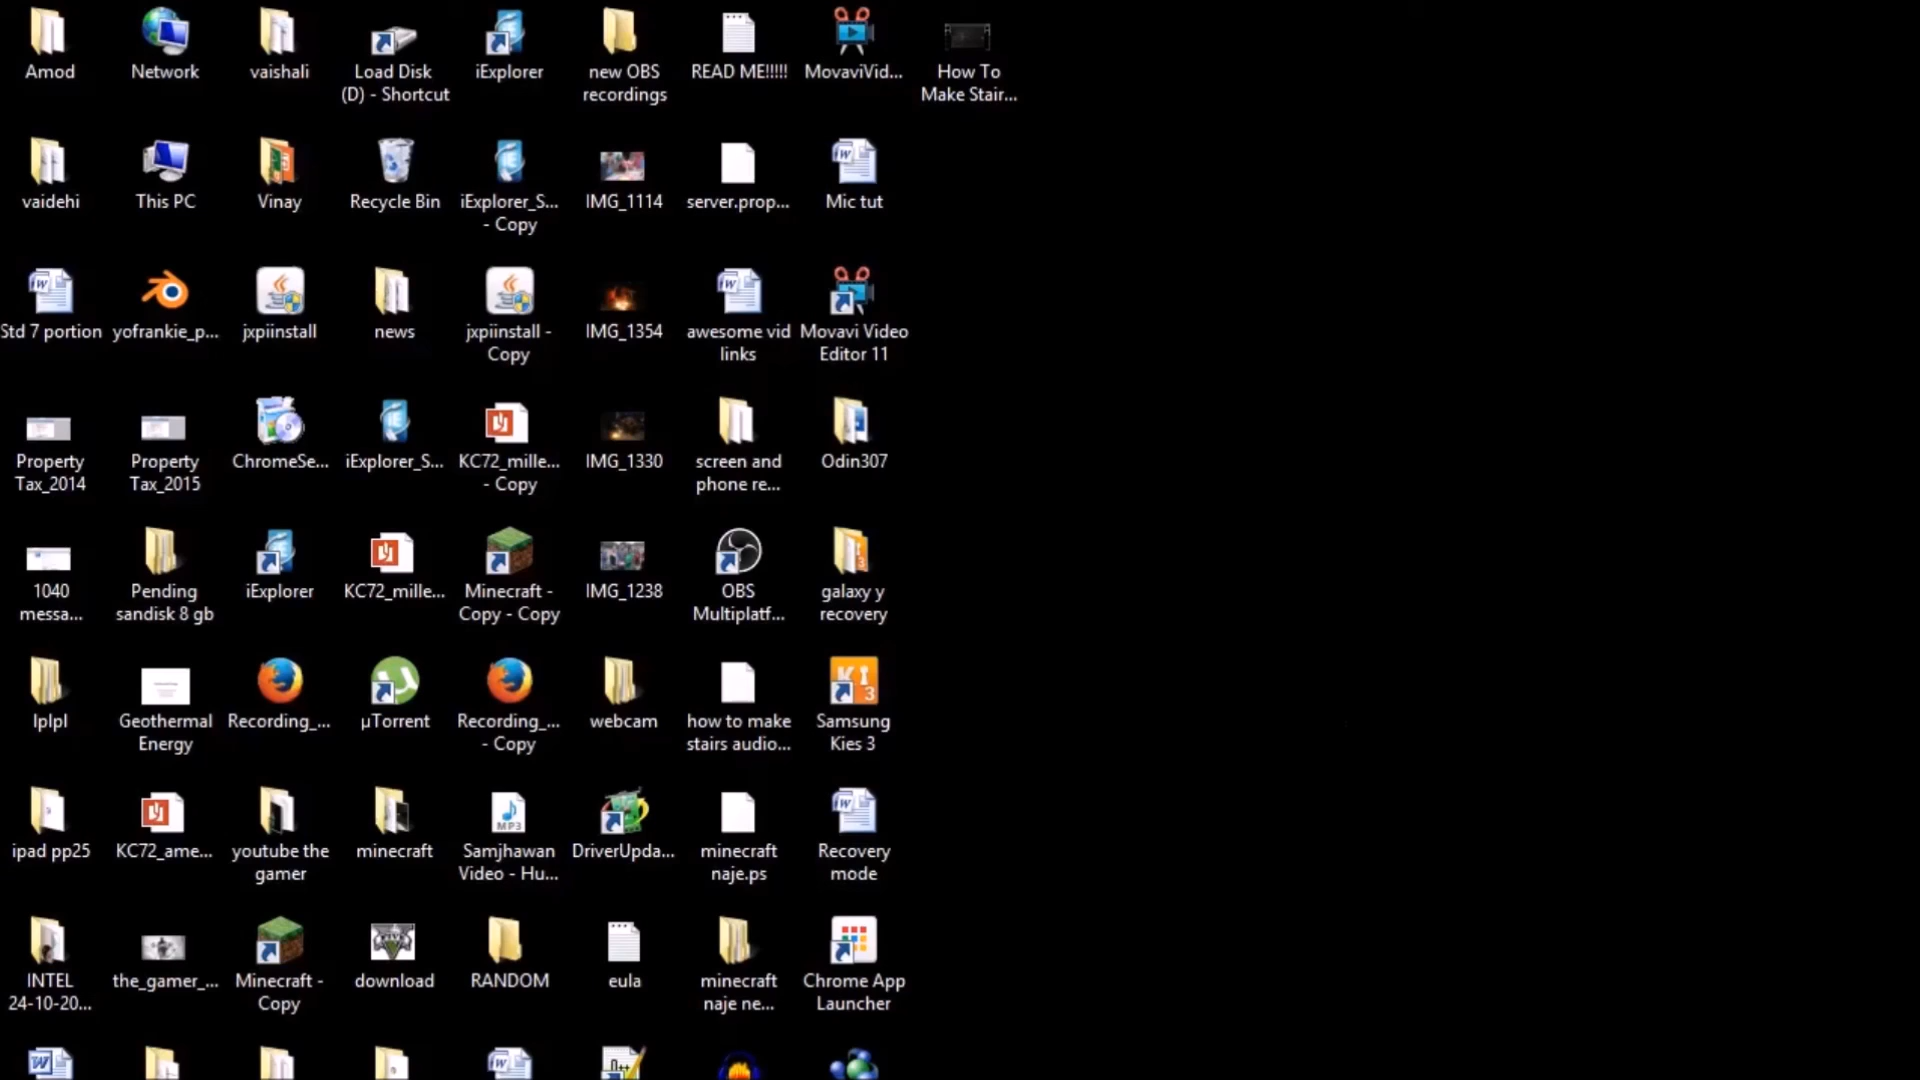 Amod
Network
vaishali
Load Disk
(D) - Shortcut
iExplorer
new OBS
recordings
READ ME!!!!!
MovaviVid...
How To
Make Stair...
vaidehi
This PC
Vinay
Recycle Bin
iExplorer_S...
- Copy
IMG_1114
server.prop...
Mic tut
Std 7 portion
yofrankie_p...
jxpiinstall
news
jxpiinstall -
Copy
IMG_1354
awesome vid
links
Movavi Video
Editor 11
Property
Tax_2014
Property
Tax_2015
ChromeSe...
iExplorer_S...
KC72_mille...
- Copy
IMG_1330
screen and
phone re...
Odin307
1040
messa...
Pending
sandisk 8 gb
iExplorer
KC72_mille...
Minecraft -
Copy - Copy
IMG_1238
OBS
Multiplatf...
galaxy y
recovery
lplpl
Geothermal
Energy
Recording_...
µTorrent
Recording_...
- Copy
webcam
how to make
stairs audio...
Samsung
Kies 3
ipad pp25
KC72_ame...
youtube the
gamer
minecraft
MP3
Samjhawan
Video - Hu...
DriverUpda...
minecraft
naje.ps
Recovery
mode
INTEL
24-10-20...
the_gamer_...
Minecraft -
Copy
download
RANDOM
eula
minecraft
naje ne...
Chrome App
Launcher